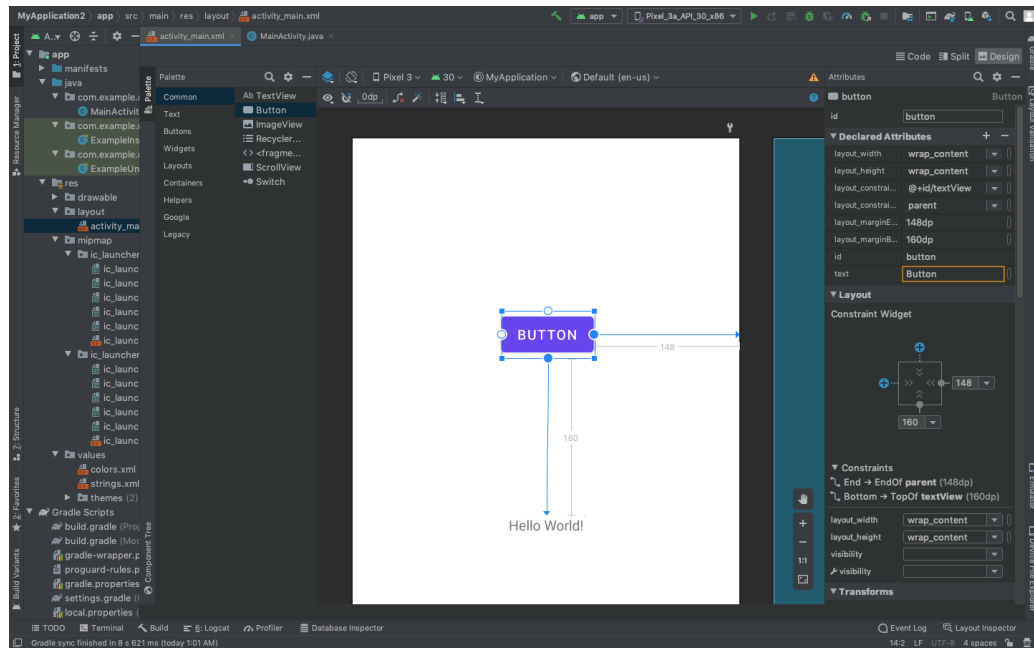 MyApplication2 〉 app 〉 src 〉 main 〉 res 〉 layout 〉 activity_main.xml
app
Pixel_3a_API_30_x86
A..
activity_main.xml
MainActivity.java
1: Project
Resource Manager
7: Structure
2: Favorites
Build Variants
app
manifests
java
com.example.
MainActivit
com.example.
ExampleIns
com.example.
ExampleUn
res
drawable
layout
activity_ma
mipmap
ic_launcher
ic_launc
ic_launc
ic_launc
ic_launc
ic_launc
ic_launc
ic_launcher
ic_launc
ic_launc
ic_launc
ic_launc
ic_launc
ic_launc
values
colors.xml
strings.xml
themes (2)
Gradle Scripts
build.gradle (Proj
build.gradle (Mod
gradle-wrapper.p
proguard-rules.p
gradle.properties
settings.gradle (
local.properties (
Code
Split
Design
Palette
Palette
Common
Text
Buttons
Widgets
Layouts
Containers
Helpers
Google
Legacy
Ab TextView
Button
ImageView
Recycler...
<> <fragme...
ScrollView
Switch
Component Tree
Pixel 3
30
MyApplication
Default (en-us)
0dp
BUTTON
148
160
Hello World!
1:1
Attributes
button
Button
id
button
Declared Attributes
layout_width
wrap_content
layout_height
wrap_content
layout_constrai...
@+id/textView
layout_constrai...
parent
layout_marginE...
148dp
layout_marginB...
160dp
id
button
text
Button
Layout
Constraint Widget
148
160
Constraints
End → EndOf parent (148dp)
Bottom → TopOf textView (160dp)
layout_width
wrap_content
layout_height
wrap_content
visibility
visibility
Transforms
Gradle
Layout Validation
Emulator
Device File Explorer
TODO
Terminal
Build
6: Logcat
Profiler
Database Inspector
Event Log
Layout Inspector
Gradle sync finished in 8 s 621 ms (today 1:01 AM)
14:2
LF
UTF-8
4 spaces